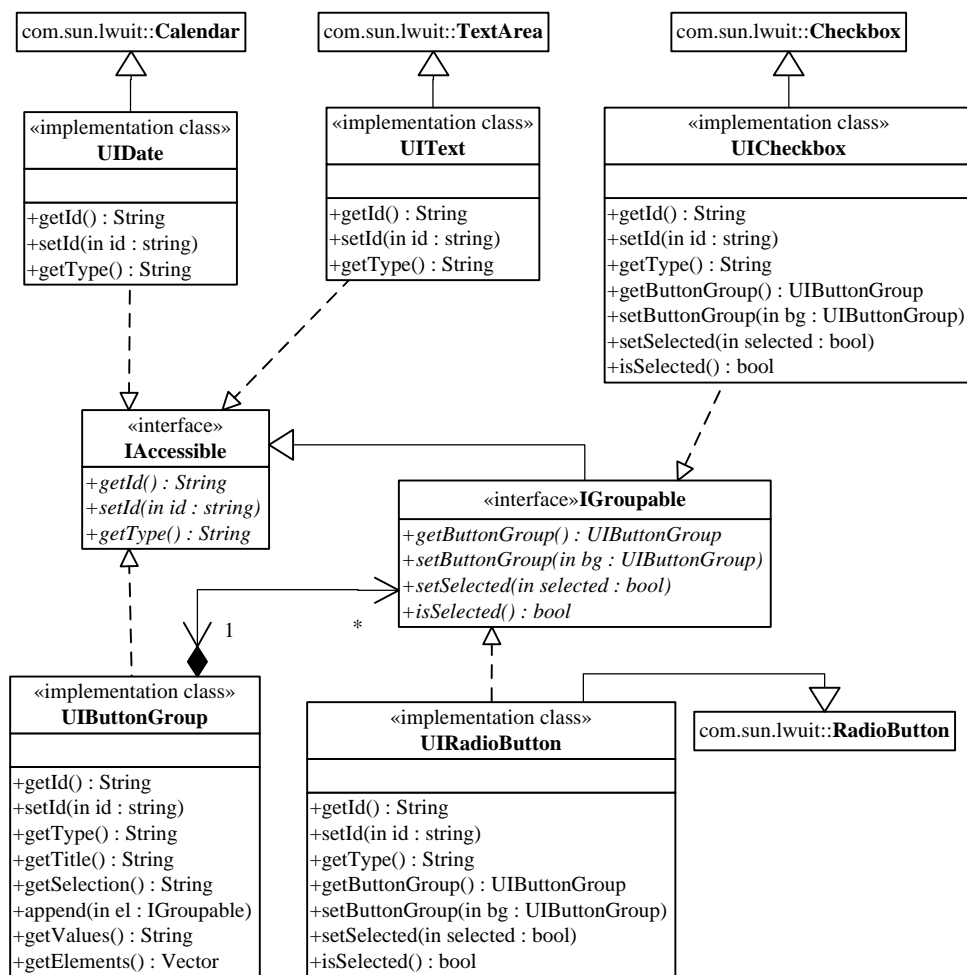 com.sun.lwuit::Calendar
com.sun.lwuit::TextArea
com.sun.lwuit::Checkbox
«implementation class»
UIDate
+getId() : String
+setId(in id : string)
+getType() : String
«implementation class»
UIText
+getId() : String
+setId(in id : string)
+getType() : String
«implementation class»
UICheckbox
+getId() : String
+setId(in id : string)
+getType() : String
+getButtonGroup() : UIButtonGroup
+setButtonGroup(in bg : UIButtonGroup)
+setSelected(in selected : bool)
+isSelected() : bool
«interface»
IAccessible
+getId() : String
+setId(in id : string)
+getType() : String
«interface»IGroupable
+getButtonGroup() : UIButtonGroup
+setButtonGroup(in bg : UIButtonGroup)
+setSelected(in selected : bool)
+isSelected() : bool
1
*
«implementation class»
UIButtonGroup
+getId() : String
+setId(in id : string)
+getType() : String
+getTitle() : String
+getSelection() : String
+append(in el : IGroupable)
+getValues() : String
+getElements() : Vector
«implementation class»
UIRadioButton
+getId() : String
+setId(in id : string)
+getType() : String
+getButtonGroup() : UIButtonGroup
+setButtonGroup(in bg : UIButtonGroup)
+setSelected(in selected : bool)
+isSelected() : bool
com.sun.lwuit::RadioButton